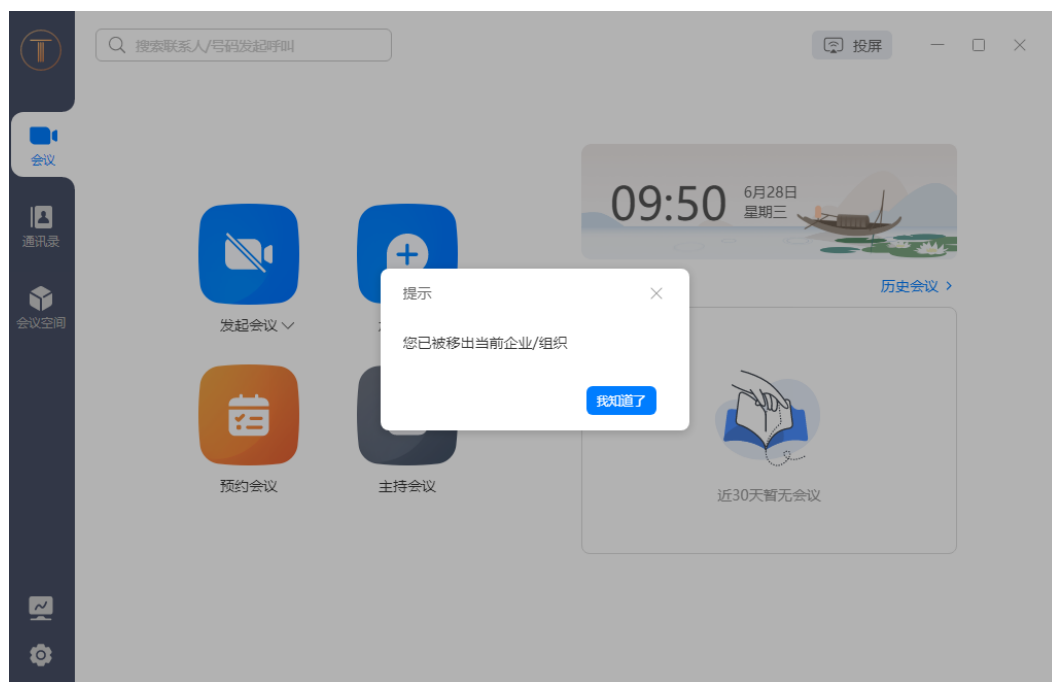 搜索联系人/号码发起呼叫
投屏
会议
通讯录
会议空间
09:50
6月28日
星期三
历史会议
发起会议
提示
您已被移出当前企业/组织
我知道了
预约会议
主持会议
近30天暂无会议